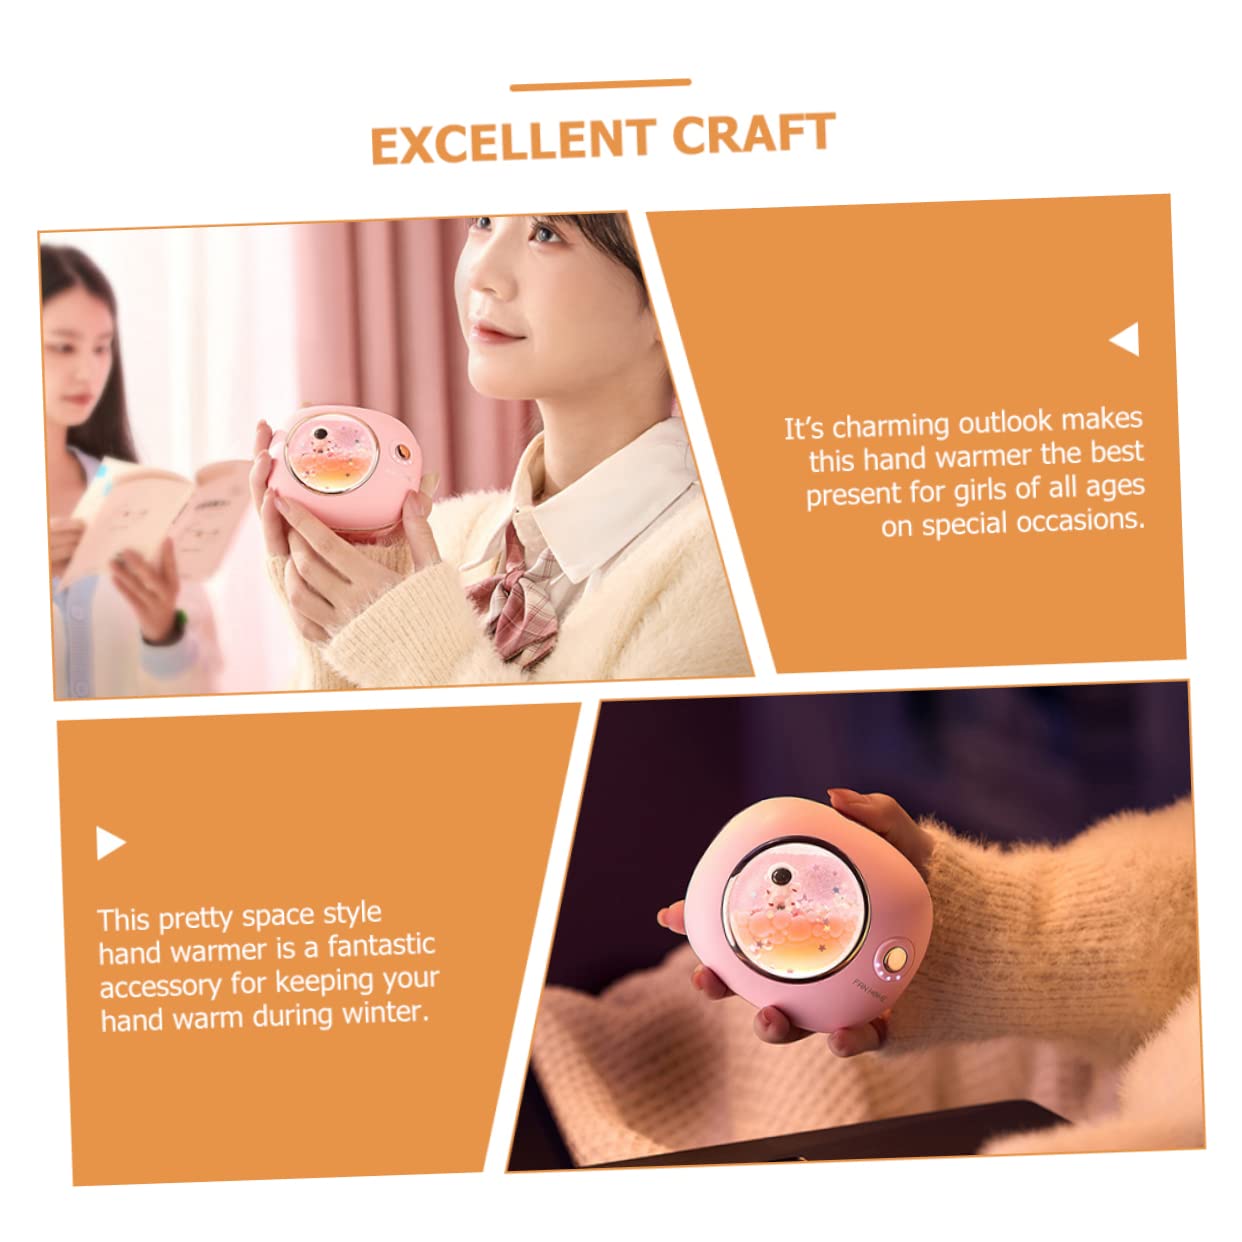 EXCELLENT CRAFT
It's charming outlook makes
this hand warmer the best
present for girls of all ages
on special occasions.
This pretty space style
hand warmer is a fantastic
accessory for keeping your
hand warm during winter.